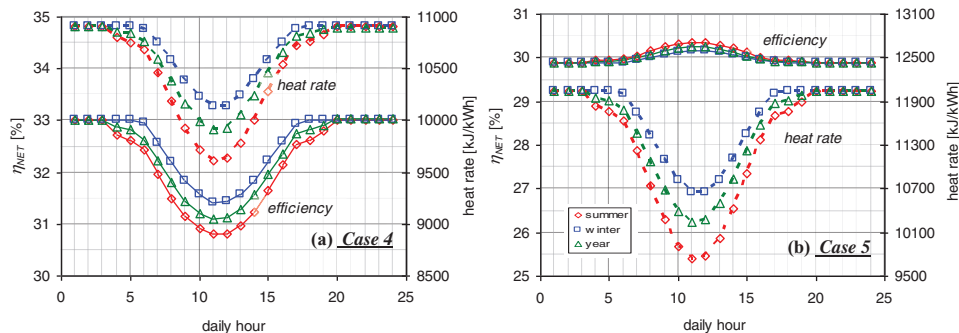 35
34
33
32
31
30
η_NET [%]
11000
10500
10000
9500
9000
8500
heat rate [kJ/kWh]
heat rate
efficiency
(a) Case 4
0 5 10 15 20 25
daily hour
31
30
29
28
27
26
25
η_NET [%]
13100
12500
11900
11300
10700
10100
9500
heat rate [kJ/kWh]
efficiency
heat rate
summer
winter
year
(b) Case 5
0 5 10 15 20 25
daily hour